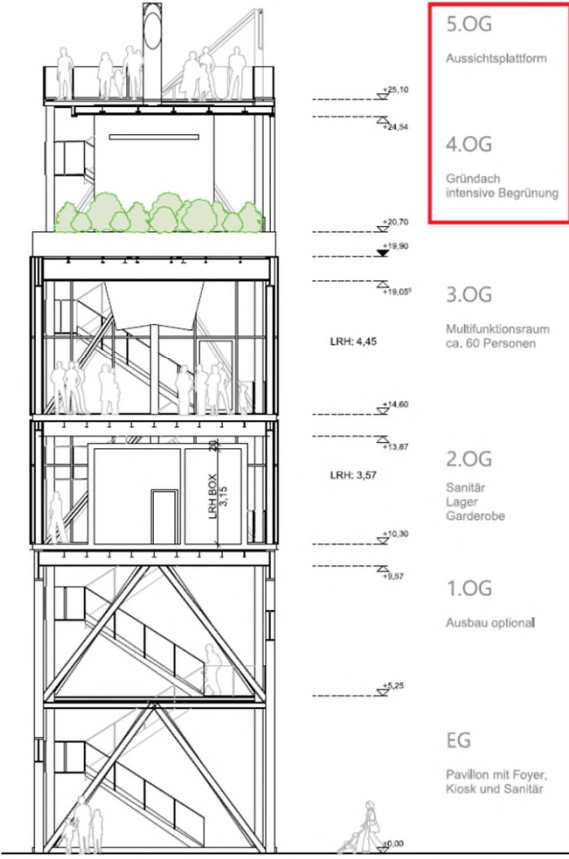 5.OG
Aussichtsplattform
+25,10
+24,54
4.OG
Gründach
intensive Begrünung
+20,70
+19,90
+19,05⁵
3.OG
Multifunktionsraum
ca. 60 Personen
LRH: 4,45
+14,60
+13,87
2.OG
Sanitär
Lager
Garderobe
LRH: 3,57
20
LRH BOX
3,15
+10,30
+9,57
1.OG
Ausbau optional
+5,25
EG
Pavillon mit Foyer,
Kiosk und Sanitär
±0,00